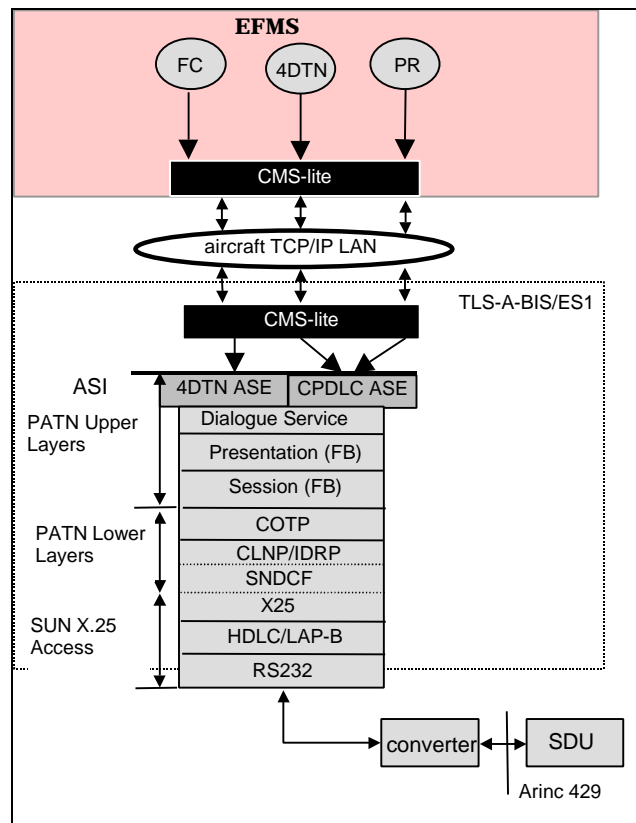 EFMS
FC
4DTN
PR
CMS-lite
aircraft TCP/IP LAN
TLS-A-BIS/ES1
CMS-lite
ASI
4DTN ASE
CPDLC ASE
PATN Upper
Layers
Dialogue Service
Presentation (FB)
Session (FB)
PATN Lower
Layers
COTP
CLNP/IDRP
SNDCF
SUN X.25
Access
X25
HDLC/LAP-B
RS232
converter
SDU
Arinc 429